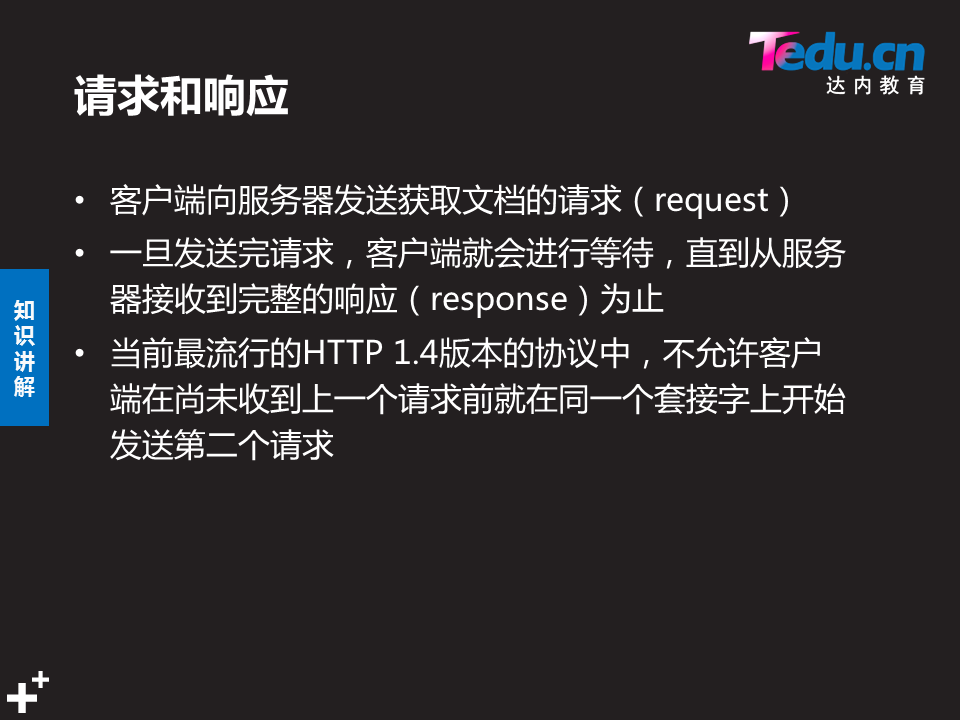 Tedu.cn
达内教育
请求和响应
• 客户端向服务器发送获取文档的请求（request）
• 一旦发送完请求，客户端就会进行等待，直到从服务
器接收到完整的响应（response）为止
• 当前最流行的HTTP 1.4版本的协议中，不允许客户
端在尚未收到上一个请求前就在同一个套接字上开始
发送第二个请求
知
识
讲
解